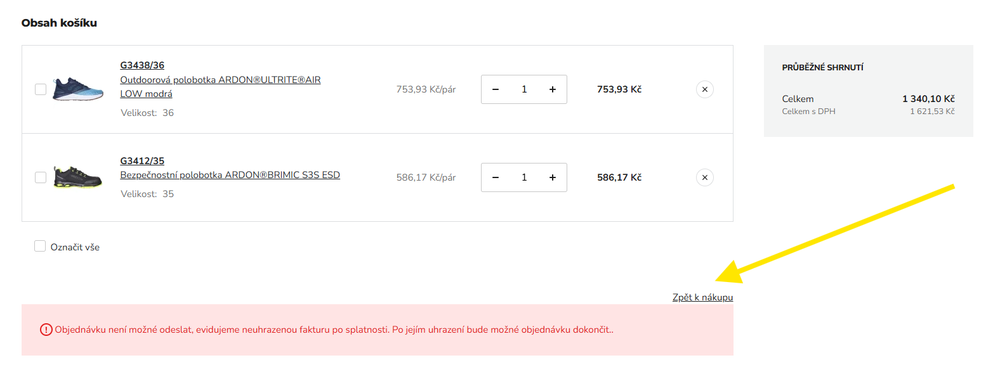 Obsah košíku
G3438/36
Outdoorová polobotka ARDON®ULTRITE®AIR
LOW modrá
Velikost: 36
753,93 Kč/pár
1
753,93 Kč
G3412/35
Bezpečnostní polobotka ARDON®BRIMIC S3S ESD
Velikost: 35
586,17 Kč/pár
1
586,17 Kč
Označit vše
PRŮBĚŽNÉ SHRNUTÍ
Celkem 1 340,10 Kč
Celkem s DPH 1 621,53 Kč
Zpět k nákupu
Objednávku není možné odeslat, evidujeme neuhrazenou fakturu po splatnosti. Po jejím uhrazení bude možné objednávku dokončit..